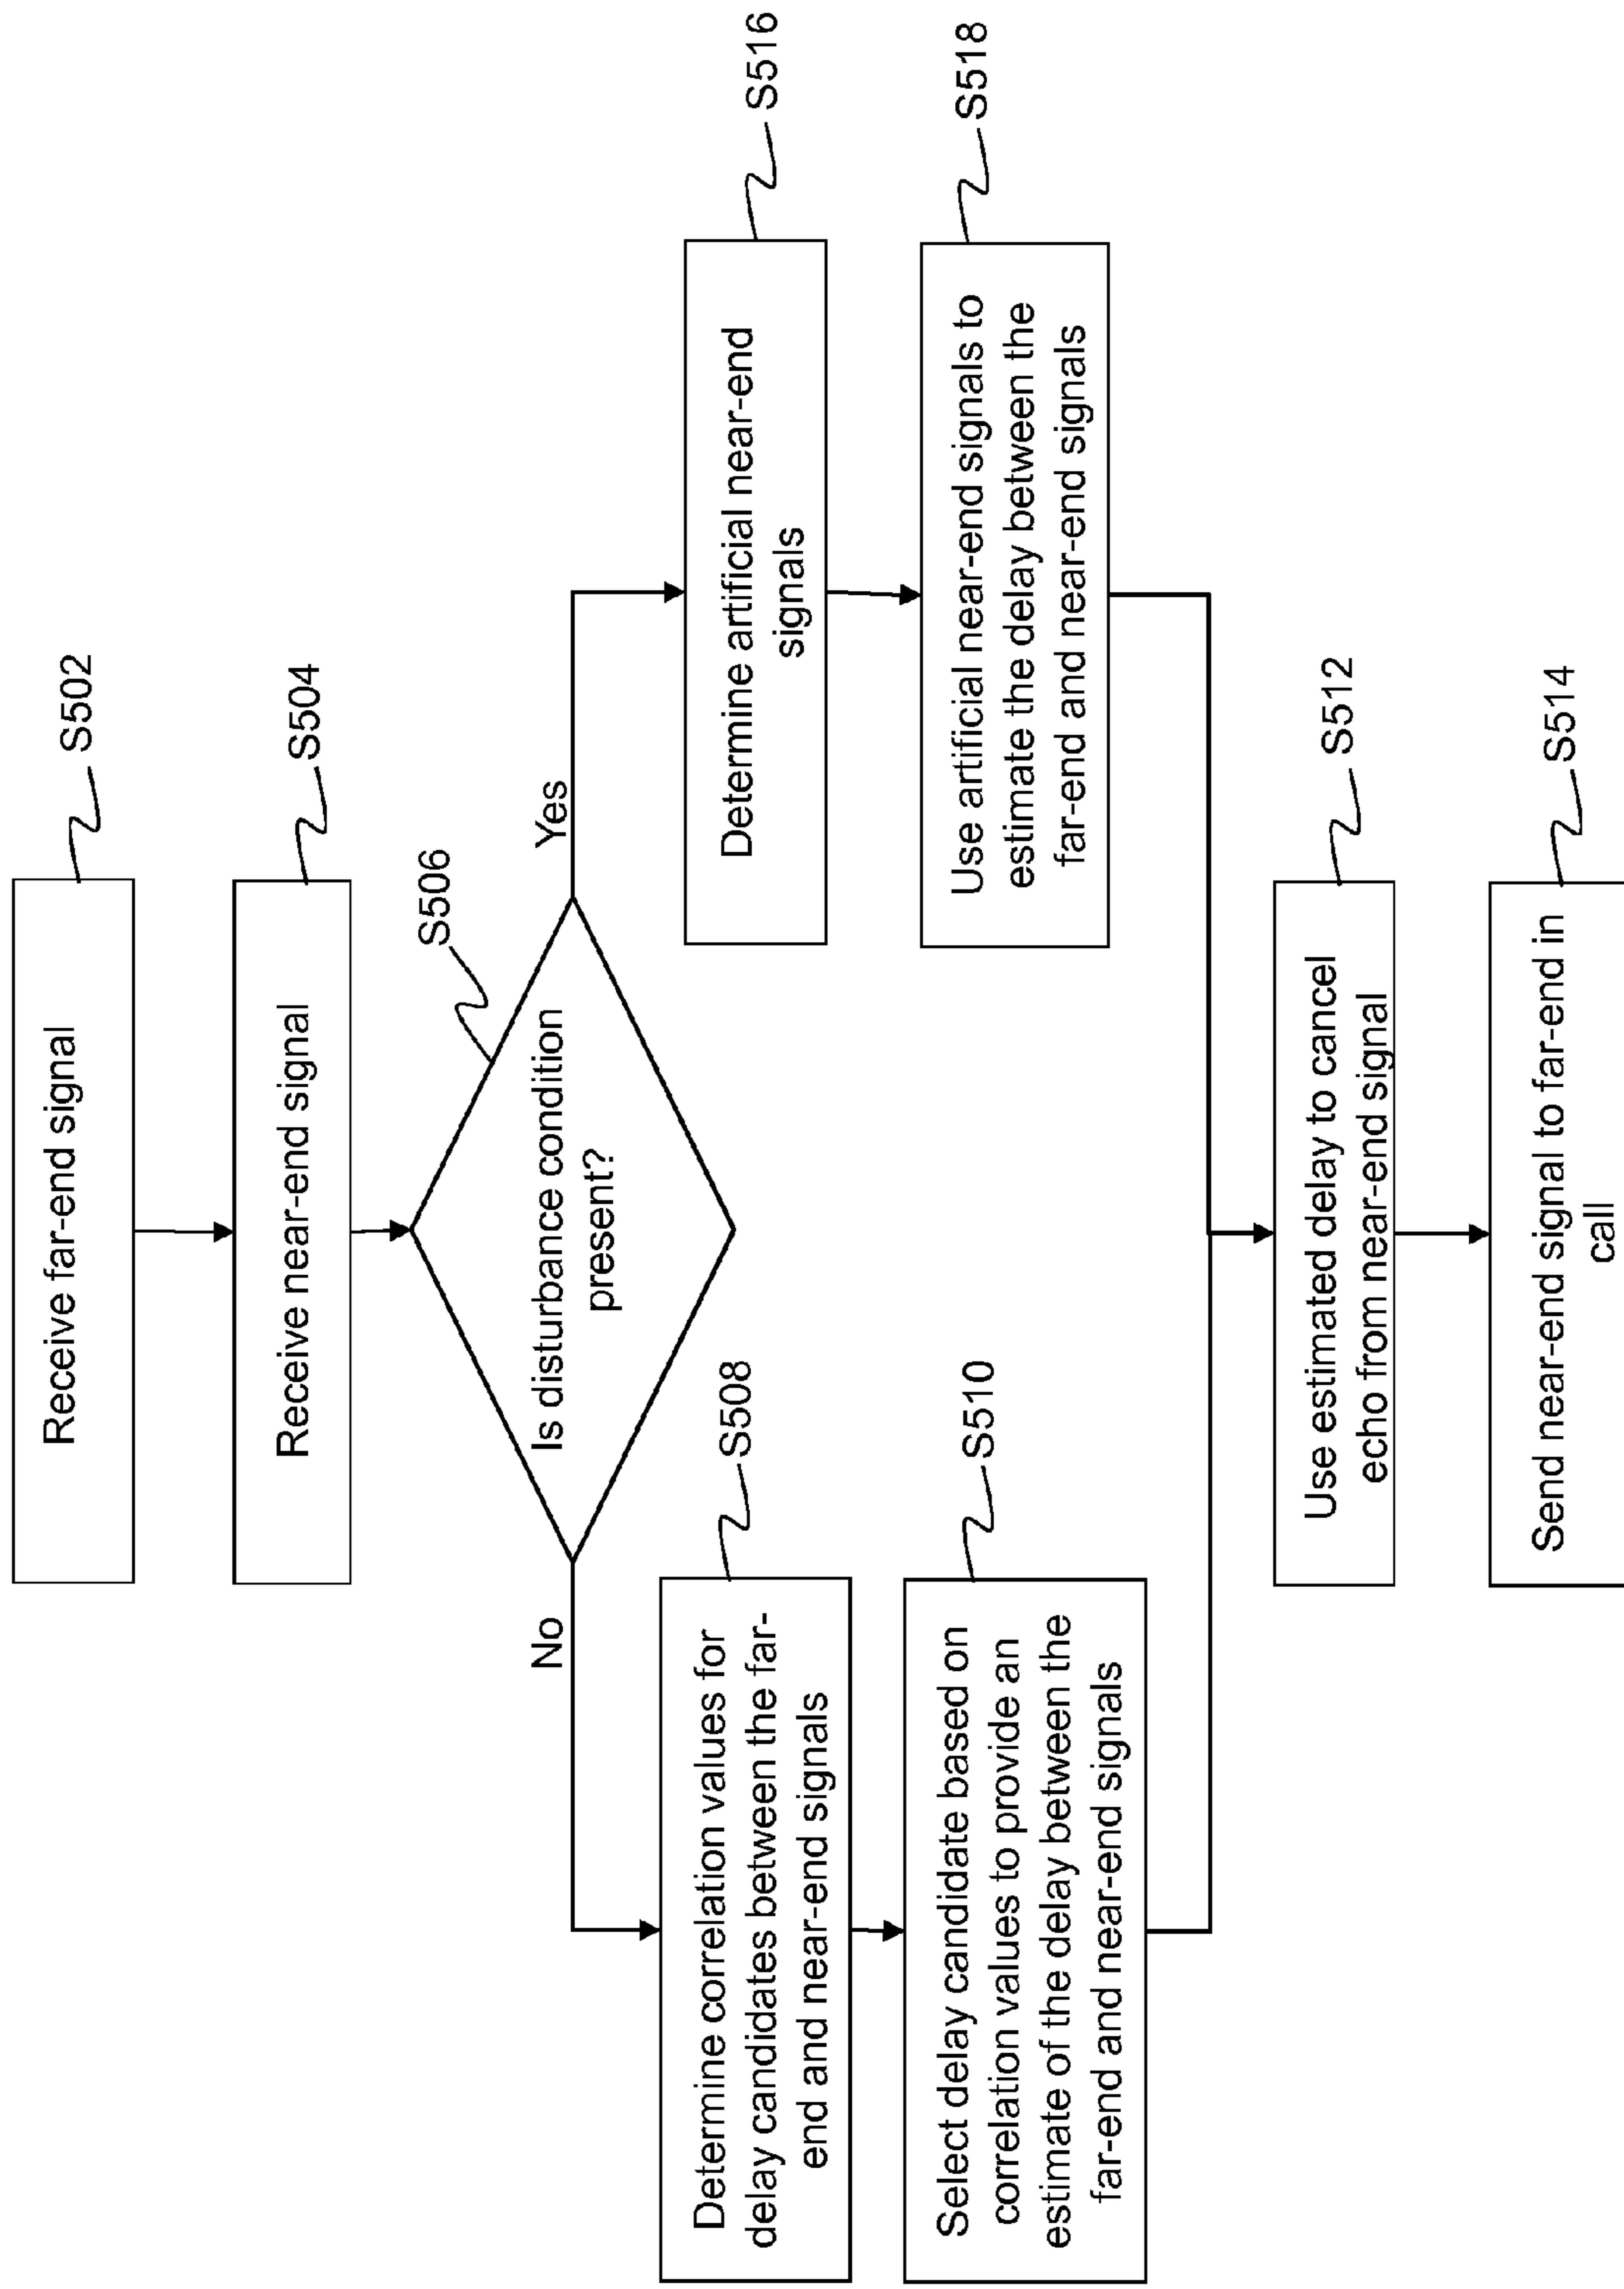 Receive far-end signal
S502
Receive near-end signal
S504
S506
Is disturbance condition
present?
No
Yes
Determine correlation values for
delay candidates between the far-
end and near-end signals
S508
Select delay candidate based on
correlation values to provide an
estimate of the delay between the
far-end and near-end signals
S510
Determine artificial near-end
signals
S516
Use artificial near-end signals to
estimate the delay between the
far-end and near-end signals
S518
Use estimated delay to cancel
echo from near-end signal
S512
Send near-end signal to far-end in
call
S514